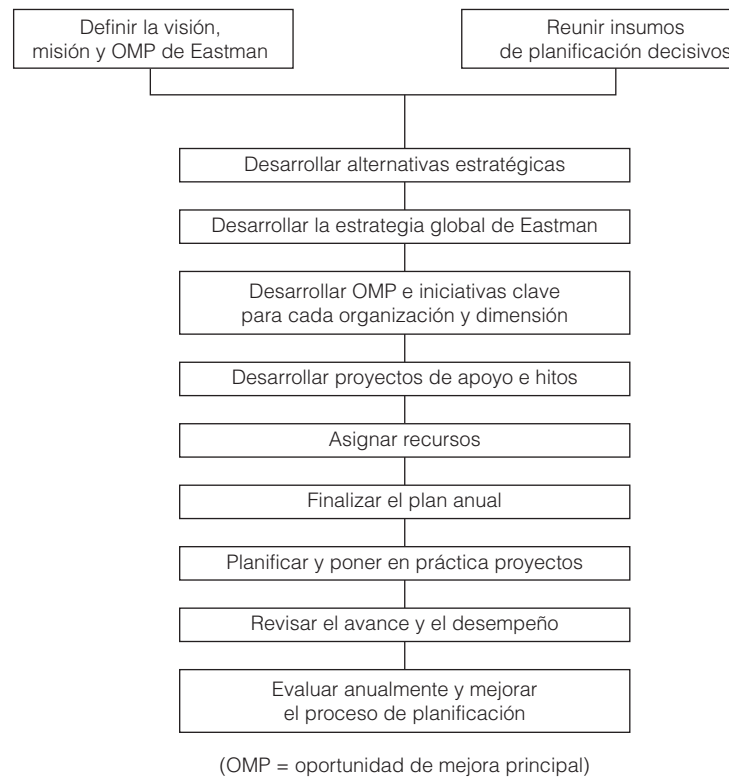 Definir la visión,
misión y OMP de Eastman
Reunir insumos
de planificación decisivos
Desarrollar alternativas estratégicas
Desarrollar la estrategia global de Eastman
Desarrollar OMP e iniciativas clave
para cada organización y dimensión
Desarrollar proyectos de apoyo e hitos
Asignar recursos
Finalizar el plan anual
Planificar y poner en práctica proyectos
Revisar el avance y el desempeño
Evaluar anualmente y mejorar
el proceso de planificación
(OMP = oportunidad de mejora principal)